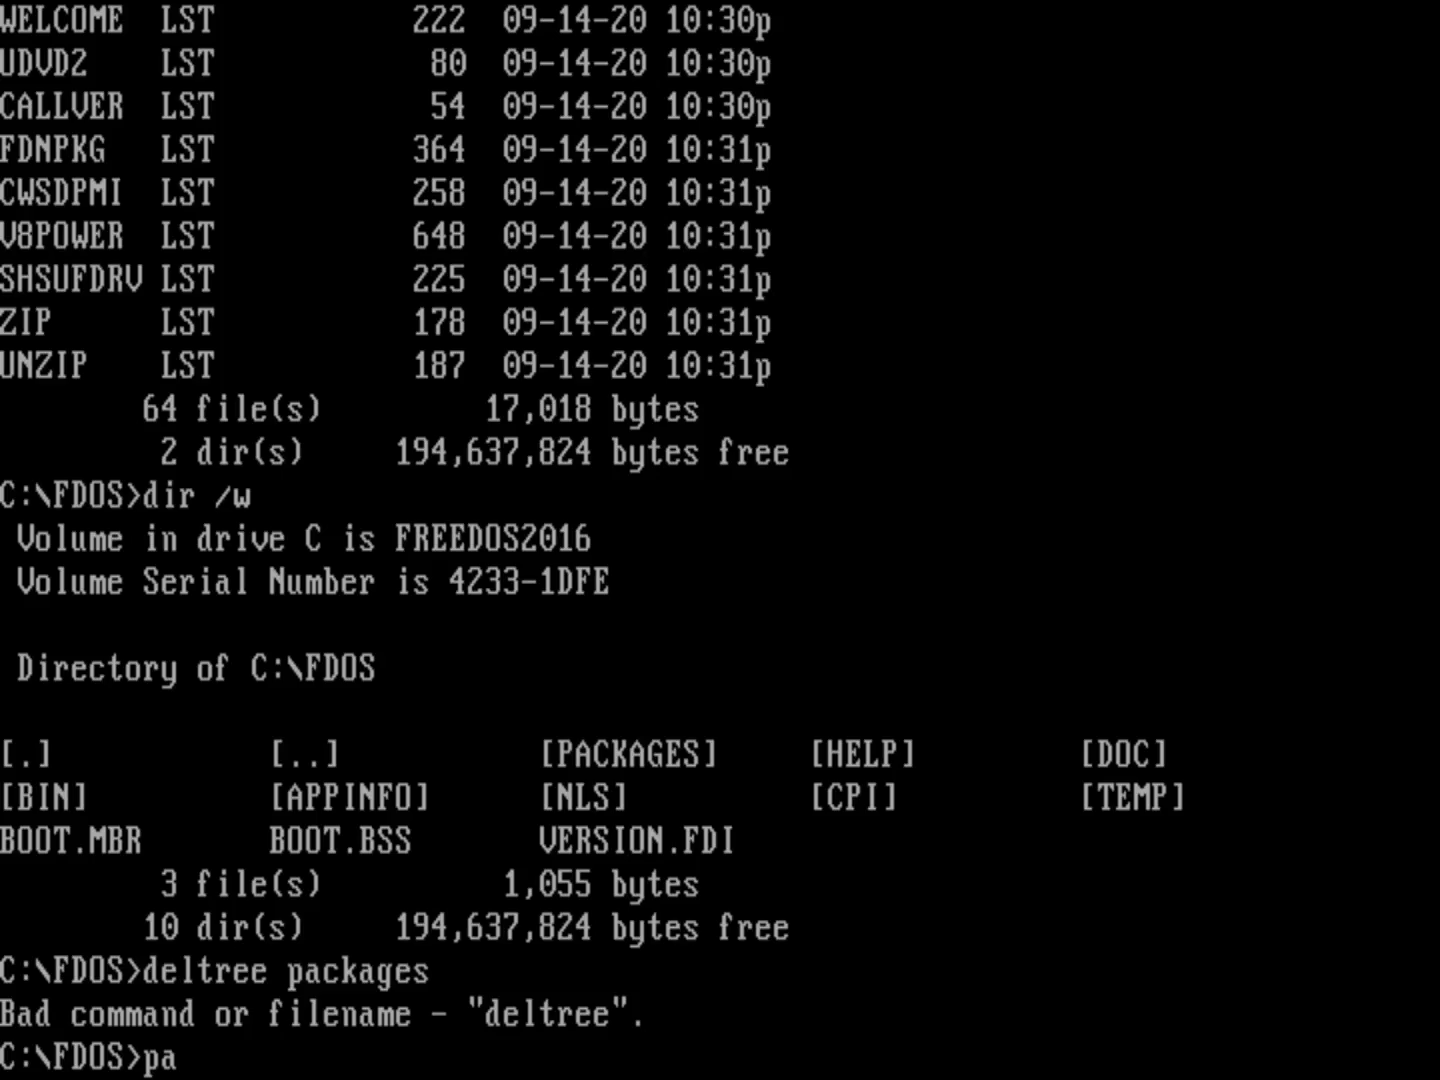 WELCOME  LST           222  09-14-20 10:30p
UDVD2    LST            80  09-14-20 10:30p
CALLVER  LST            54  09-14-20 10:30p
FDNPKG   LST           364  09-14-20 10:31p
CWSDPMI  LST           258  09-14-20 10:31p
V8POWER  LST           648  09-14-20 10:31p
SHSUFDRV LST           225  09-14-20 10:31p
ZIP      LST           178  09-14-20 10:31p
UNZIP    LST           187  09-14-20 10:31p
        64 file(s)         17,018 bytes
         2 dir(s)     194,637,824 bytes free
C:\FDOS>dir /w
 Volume in drive C is FREEDOS2016
 Volume Serial Number is 4233-1DFE
 Directory of C:\FDOS
[.]            [..]           [PACKAGES]     [HELP]         [DOC]
[BIN]          [APPINFO]      [NLS]          [CPI]          [TEMP]
BOOT.MBR       BOOT.BSS       VERSION.FDI
         3 file(s)          1,055 bytes
        10 dir(s)     194,637,824 bytes free
C:\FDOS>deltree packages
Bad command or filename - "deltree".
C:\FDOS>pa